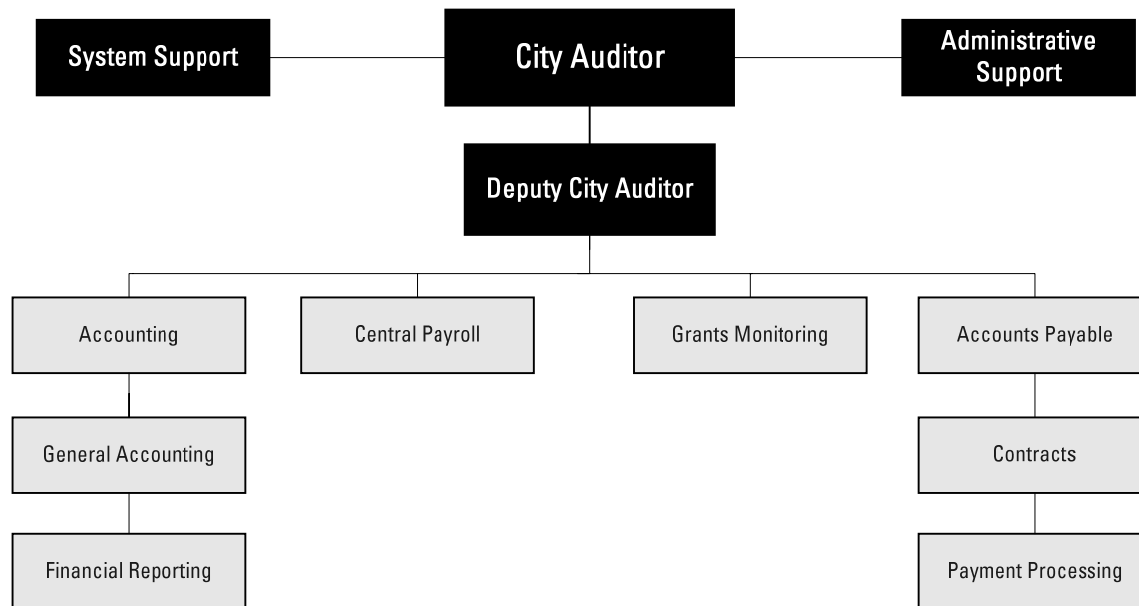 System Support
City Auditor
Administrative
Support
Deputy City Auditor
Accounting
Central Payroll
Grants Monitoring
Accounts Payable
General Accounting
Contracts
Financial Reporting
Payment Processing